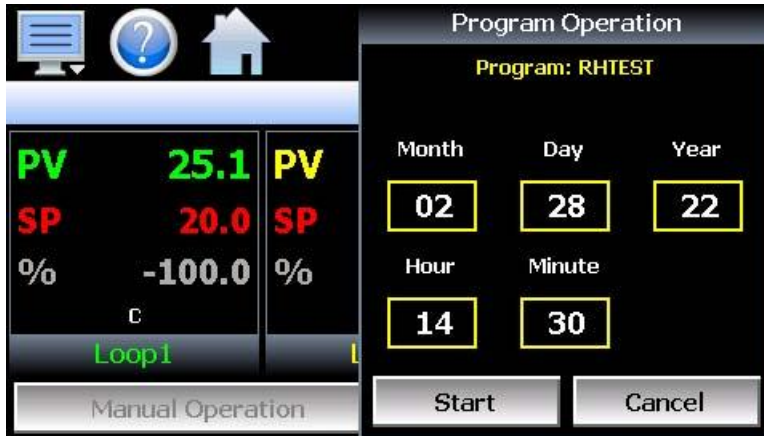 ?
PV 25.1
SP 20.0
% -100.0
C
Loop1
PV
SP
%
Manual Operation
Program Operation
Program: RHTEST
Month Day Year
02 28 22
Hour Minute
14 30
Start Cancel